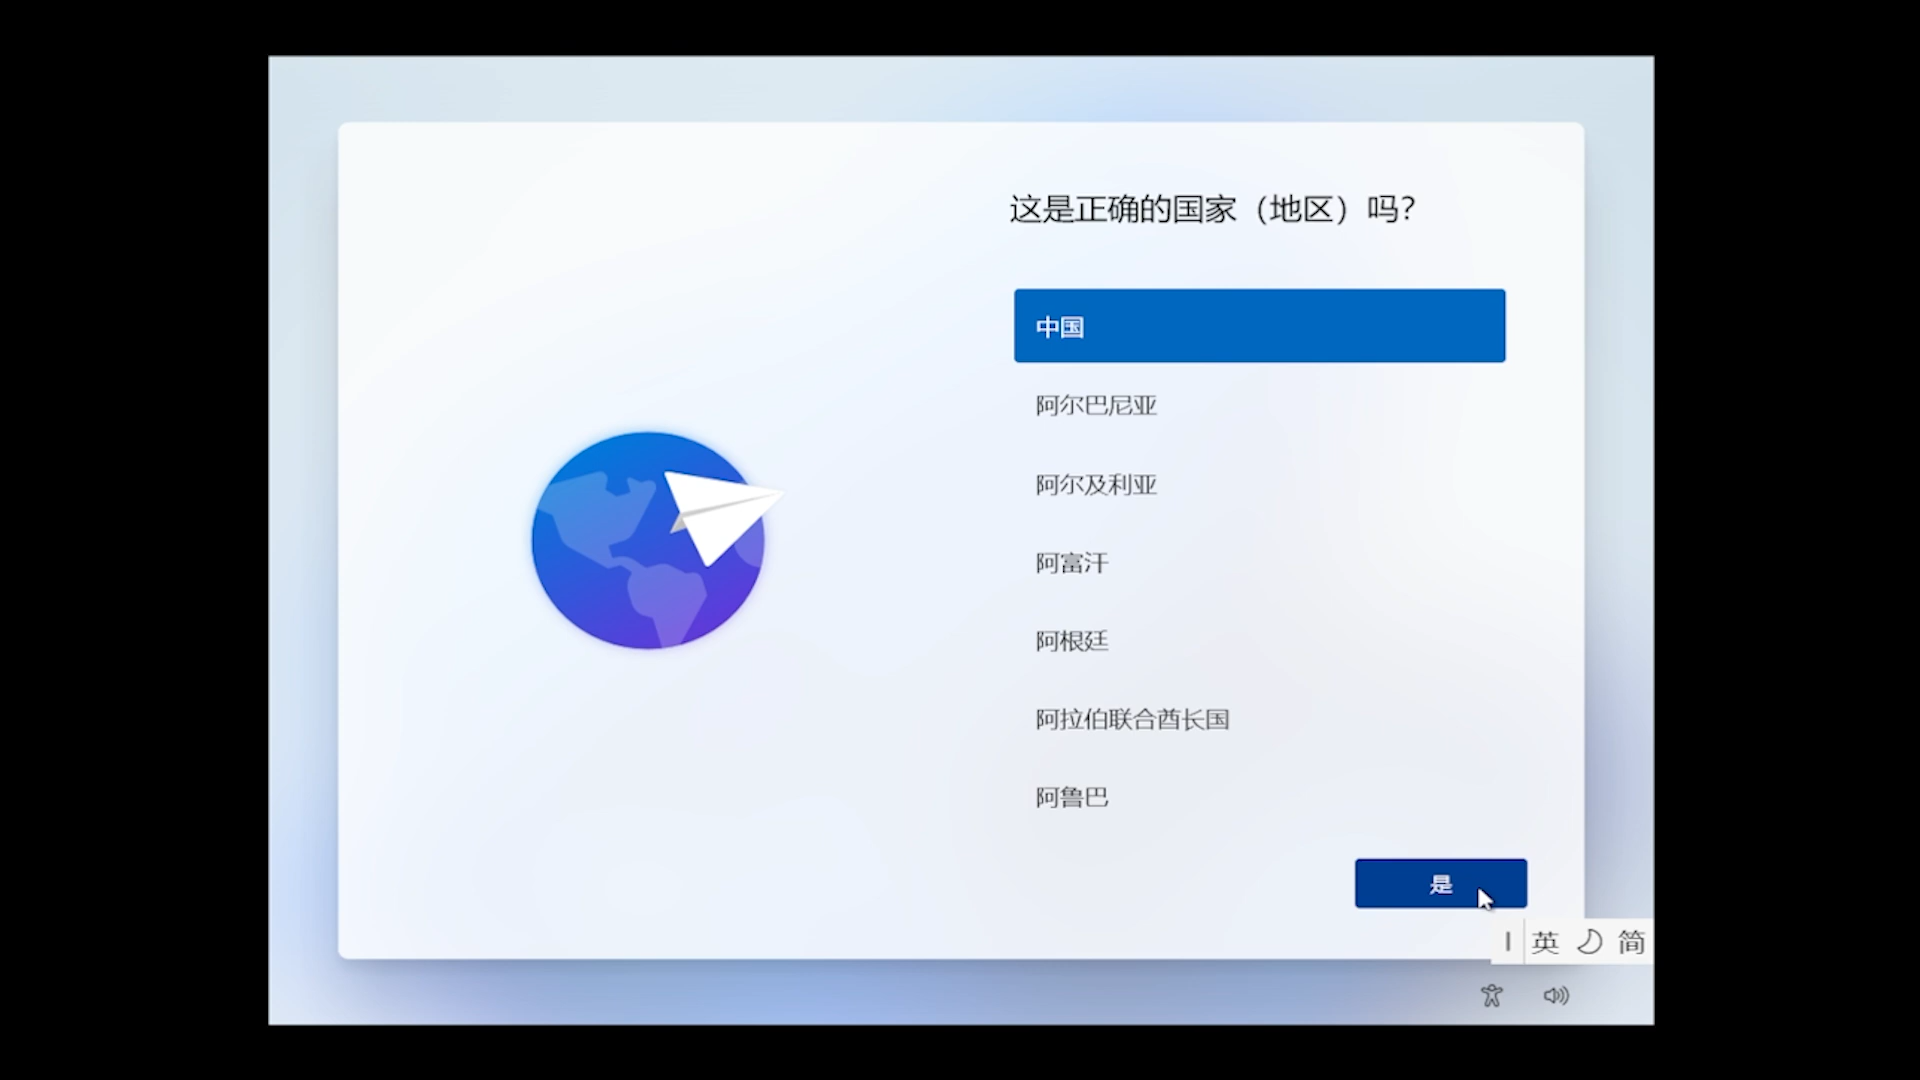 这是正确的国家（地区）吗？
中国
阿尔巴尼亚
阿尔及利亚
阿富汗
阿根廷
阿拉伯联合酋长国
阿鲁巴
是
英 简